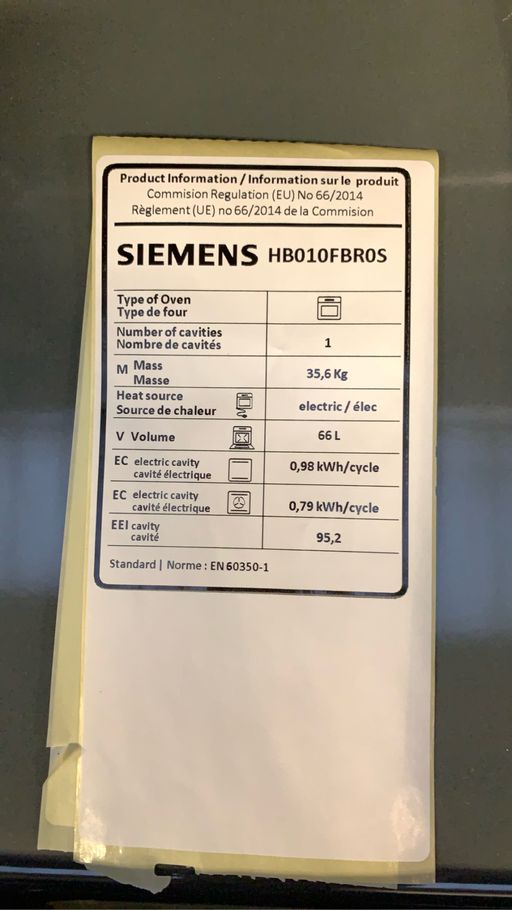 Product Information / Information sur le produit
Commision Regulation (EU) No 66/2014
Règlement (UE) no 66/2014 de la Commision
SIEMENS HB010FBR0S
Type of Oven
Type de four
Number of cavities
Nombre de cavités
1
M Mass
Masse
35,6 Kg
Heat source
Source de chaleur
electric / élec
V Volume
66 L
EC electric cavity
cavité électrique
0,98 kWh/cycle
EC electric cavity
cavité électrique
0,79 kWh/cycle
EEI cavity
cavité
95,2
Standard | Norme : EN 60350-1